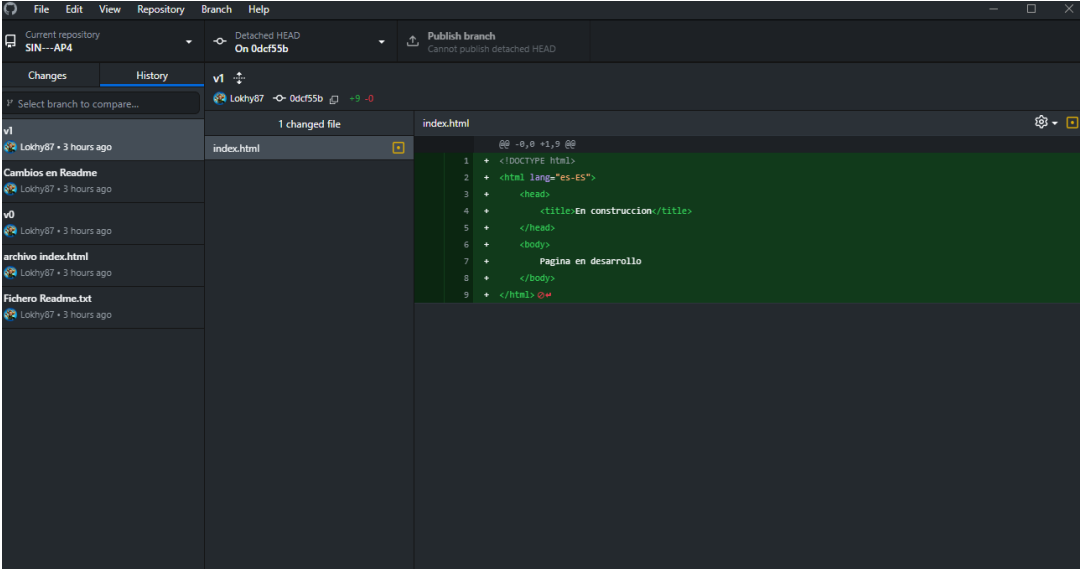 File Edit View Repository Branch Help
Current repository
SIN---AP4
Detached HEAD
On 0dcf55b
Publish branch
Cannot publish detached HEAD
Changes History
Select branch to compare...
v1
Lokhy87 • 3 hours ago
Cambios en Readme
Lokhy87 • 3 hours ago
v0
Lokhy87 • 3 hours ago
archivo index.html
Lokhy87 • 3 hours ago
Fichero Readme.txt
Lokhy87 • 3 hours ago
v1
Lokhy87 0dcf55b +9 -0
1 changed file
index.html
index.html
@@ -0,0 +1,9 @@
1 + <!DOCTYPE html>
2 + <html lang="es-ES">
3 + <head>
4 + <title>En construccion</title>
5 + </head>
6 + <body>
7 + Pagina en desarrollo
8 + </body>
9 + </html>